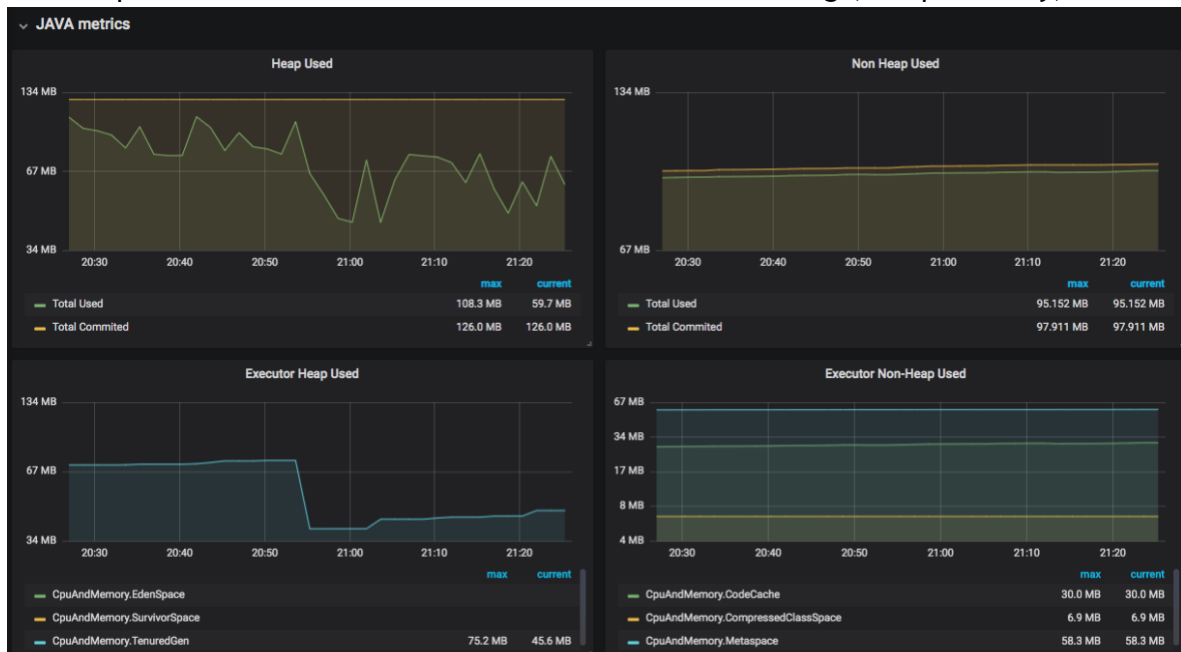 JAVA metrics
Heap Used
134 MB
67 MB
34 MB
20:30 20:40 20:50 21:00 21:10 21:20
max current
Total Used 108.3 MB 59.7 MB
Total Commited 126.0 MB 126.0 MB
Non Heap Used
134 MB
67 MB
20:30 20:40 20:50 21:00 21:10 21:20
max current
Total Used 95.152 MB 95.152 MB
Total Commited 97.911 MB 97.911 MB
Executor Heap Used
134 MB
67 MB
34 MB
20:30 20:40 20:50 21:00 21:10 21:20
max current
CpuAndMemory.EdenSpace
CpuAndMemory.SurvivorSpace
CpuAndMemory.TenuredGen 75.2 MB 45.6 MB
Executor Non-Heap Used
67 MB
34 MB
17 MB
8 MB
4 MB
20:30 20:40 20:50 21:00 21:10 21:20
max current
CpuAndMemory.CodeCache 30.0 MB 30.0 MB
CpuAndMemory.CompressedClassSpace 6.9 MB 6.9 MB
CpuAndMemory.Metaspace 58.3 MB 58.3 MB